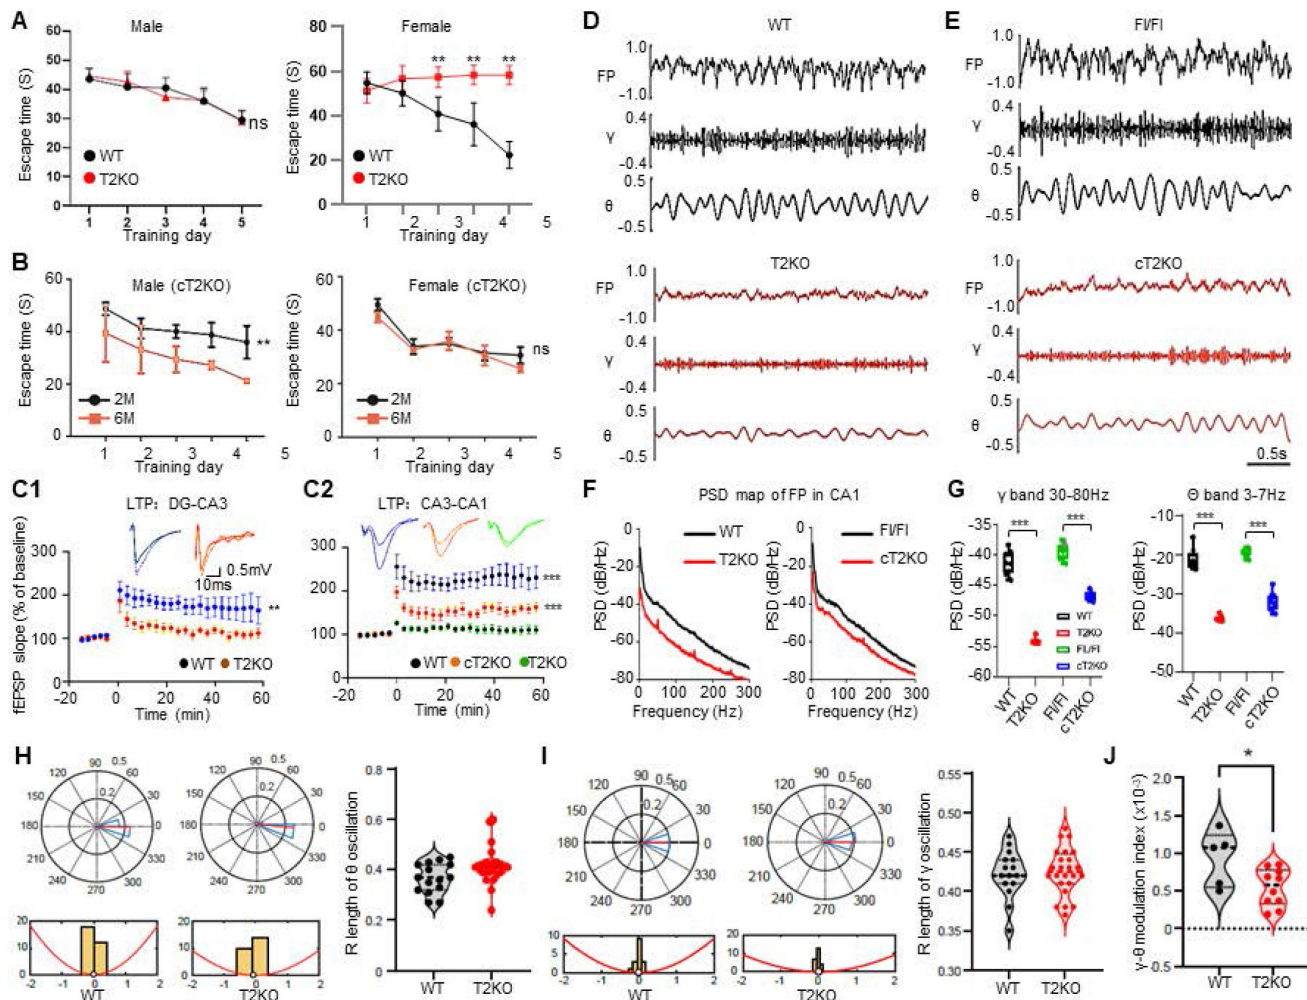 A
Male
Escape time (S)
60
50
40
30
20
10
0
ns
WT
T2KO
1 2 3 4 5
Training day
Female
Escape time (S)
80
60
40
20
0
** ** **
WT
T2KO
1 2 3 4 5
Training day
B
Male (cT2KO)
Escape time (S)
60
40
20
0
**
2M
6M
1 2 3 4 5
Training day
Female (cT2KO)
Escape time (S)
60
40
20
0
ns
2M
6M
1 2 3 4 5
Training day
C1
LTP: DG-CA3
fEPSP slope (% of baseline)
300
200
100
0
0.5mV
10ms
**
WT T2KO
-20 0 20 40 60
Time (min)
C2
LTP: CA3-CA1
300
200
100
0
***
***
WT cT2KO T2KO
-20 0 20 40 60
Time (min)
D
WT
FP
1.0
-1.0
γ
0.4
-0.4
θ
0.5
-0.5
T2KO
FP
1.0
-1.0
γ
0.4
-0.4
θ
0.5
-0.5
E
Fl/Fl
FP
1.0
-1.0
γ
0.4
-0.4
θ
0.5
-0.5
cT2KO
FP
1.0
-1.0
γ
0.4
-0.4
θ
0.5
-0.5
0.5s
F
PSD map of FP in CA1
PSD (dB/Hz)
0
-20
-40
-60
-80
WT
T2KO
0 100 200 300
Frequency (Hz)
PSD (dB/Hz)
0
-20
-40
-60
-80
Fl/Fl
cT2KO
0 100 200 300
Frequency (Hz)
G
γ band 30-80Hz
PSD (dB/Hz)
-35
-40
-45
-50
-55
-60
*** ***
WT
T2KO
Fl/Fl
cT2KO
WT T2KO Fl/Fl cT2KO
Θ band 3-7Hz
PSD (dB/Hz)
-10
-20
-30
-40
-50
*** ***
WT T2KO Fl/Fl cT2KO
H
90
120 0.5 60
150 0.2 30
180 0
210 330
240 300
270
90
120 0.5 60
150 0.2 30
180 0
210 330
240 300
270
20
10
0
-2 -1 0 1 2
WT
20
10
0
-2 -1 0 1 2
T2KO
R length of θ oscillation
0.8
0.6
0.4
0.2
0
WT T2KO
I
90
120 0.5 60
150 0.2 30
180 0
210 330
240 300
270
90
120 0.5 60
150 0.2 30
180 0
210 330
240 300
270
10
5
0
-2 -1 0 1 2
WT
20
10
0
-2 -1 0 1 2
T2KO
R length of γ oscillation
0.55
0.50
0.45
0.40
0.35
0.30
WT T2KO
J
γ-θ modulation index (x10⁻³)
2.0
1.5
1.0
0.5
0
-0.5
*
WT T2KO